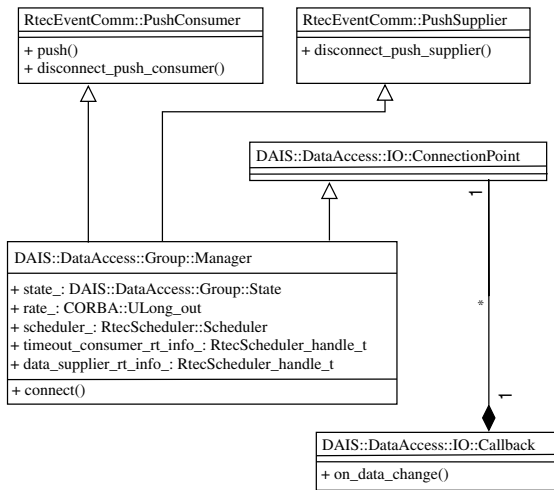 RtecEventComm::PushConsumer
+ push()
+ disconnect_push_consumer()
RtecEventComm::PushSupplier
+ disconnect_push_supplier()
DAIS::DataAccess::IO::ConnectionPoint
1
*
1
DAIS::DataAccess::Group::Manager
+ state_: DAIS::DataAccess::Group::State
+ rate_: CORBA::ULong_out
+ scheduler_: RtecScheduler::Scheduler
+ timeout_consumer_rt_info_: RtecScheduler_handle_t
+ data_supplier_rt_info_: RtecScheduler_handle_t
+ connect()
DAIS::DataAccess::IO::Callback
+ on_data_change()